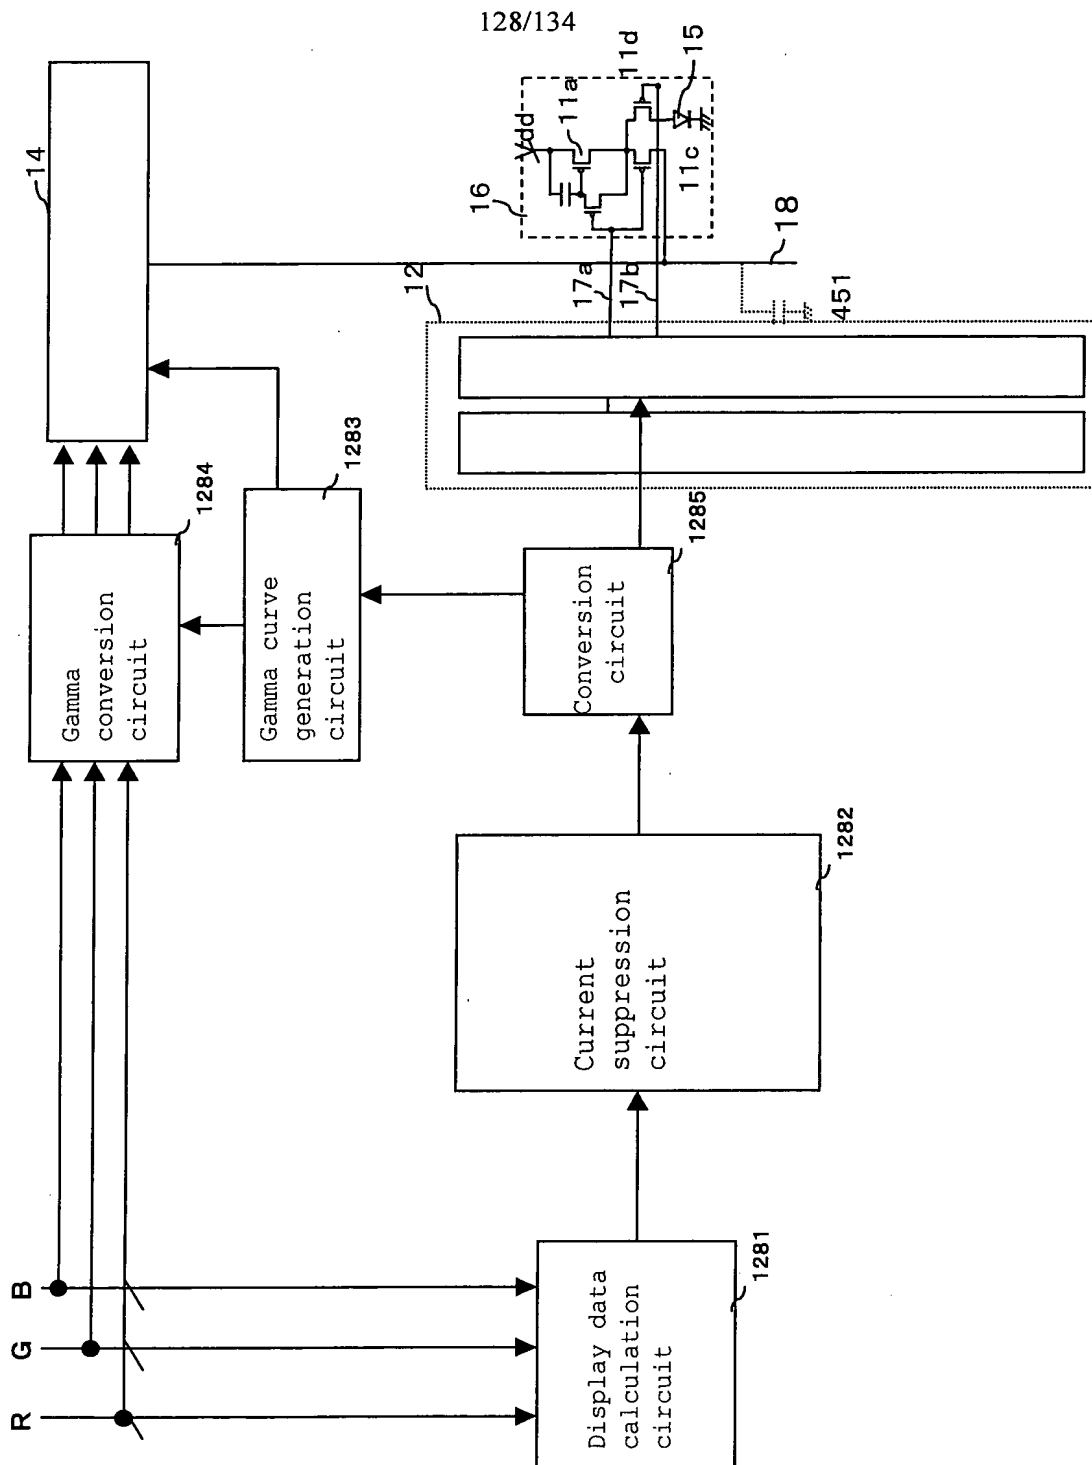 128/134
14
Vdd
11a
11d
15
11c
16
12
17a
17b
18
451
1284
Gamma
conversion
circuit
1283
Gamma curve
generation
circuit
1285
Conversion
circuit
1282
Current
suppression
circuit
B
G
R
1281
Display data
calculation
circuit